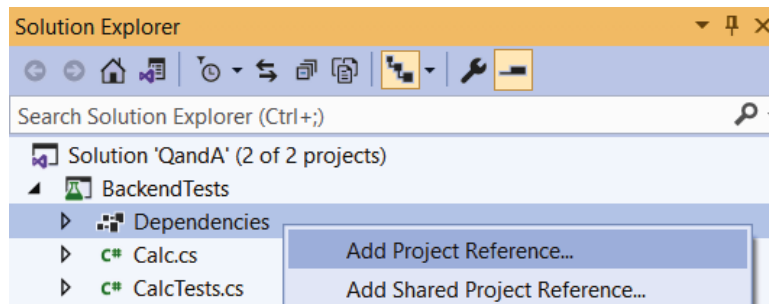 Solution Explorer
Search Solution Explorer (Ctrl+;)
Solution 'QandA' (2 of 2 projects)
BackendTests
Dependencies
Add Project Reference...
C# Calc.cs
C# CalcTests.cs
Add Shared Project Reference...